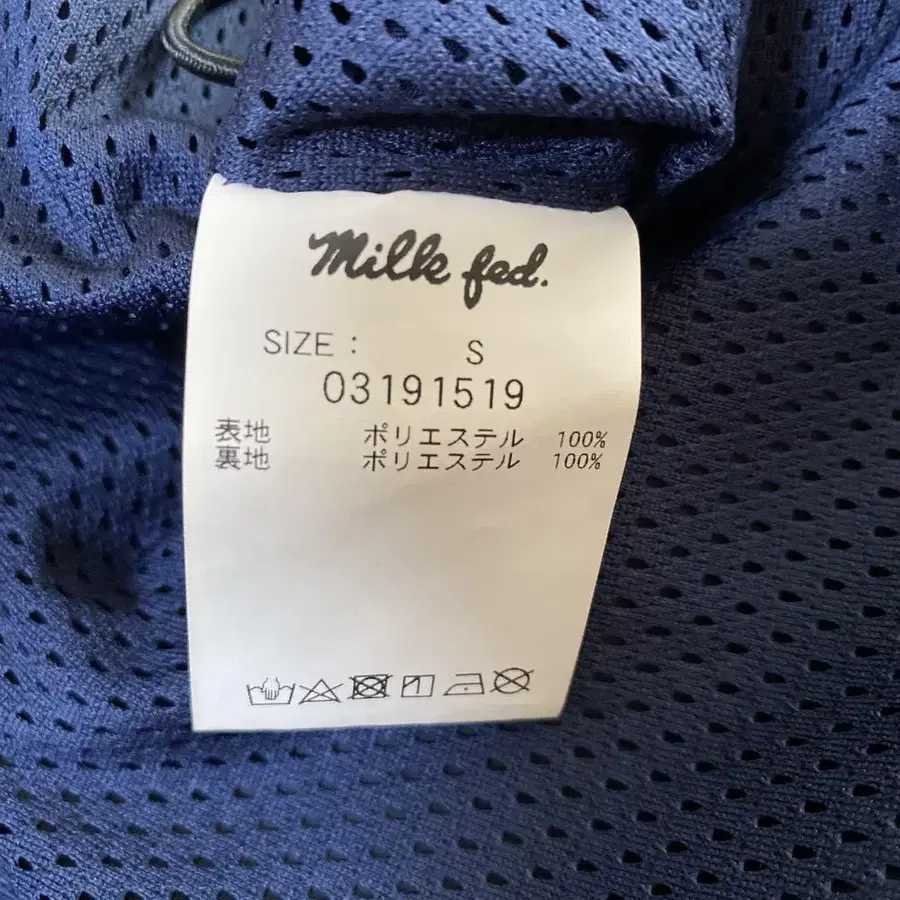 Milk fed.
SIZE : S
03191519
表地 ポリエステル 100%
裏地 ポリエステル 100%